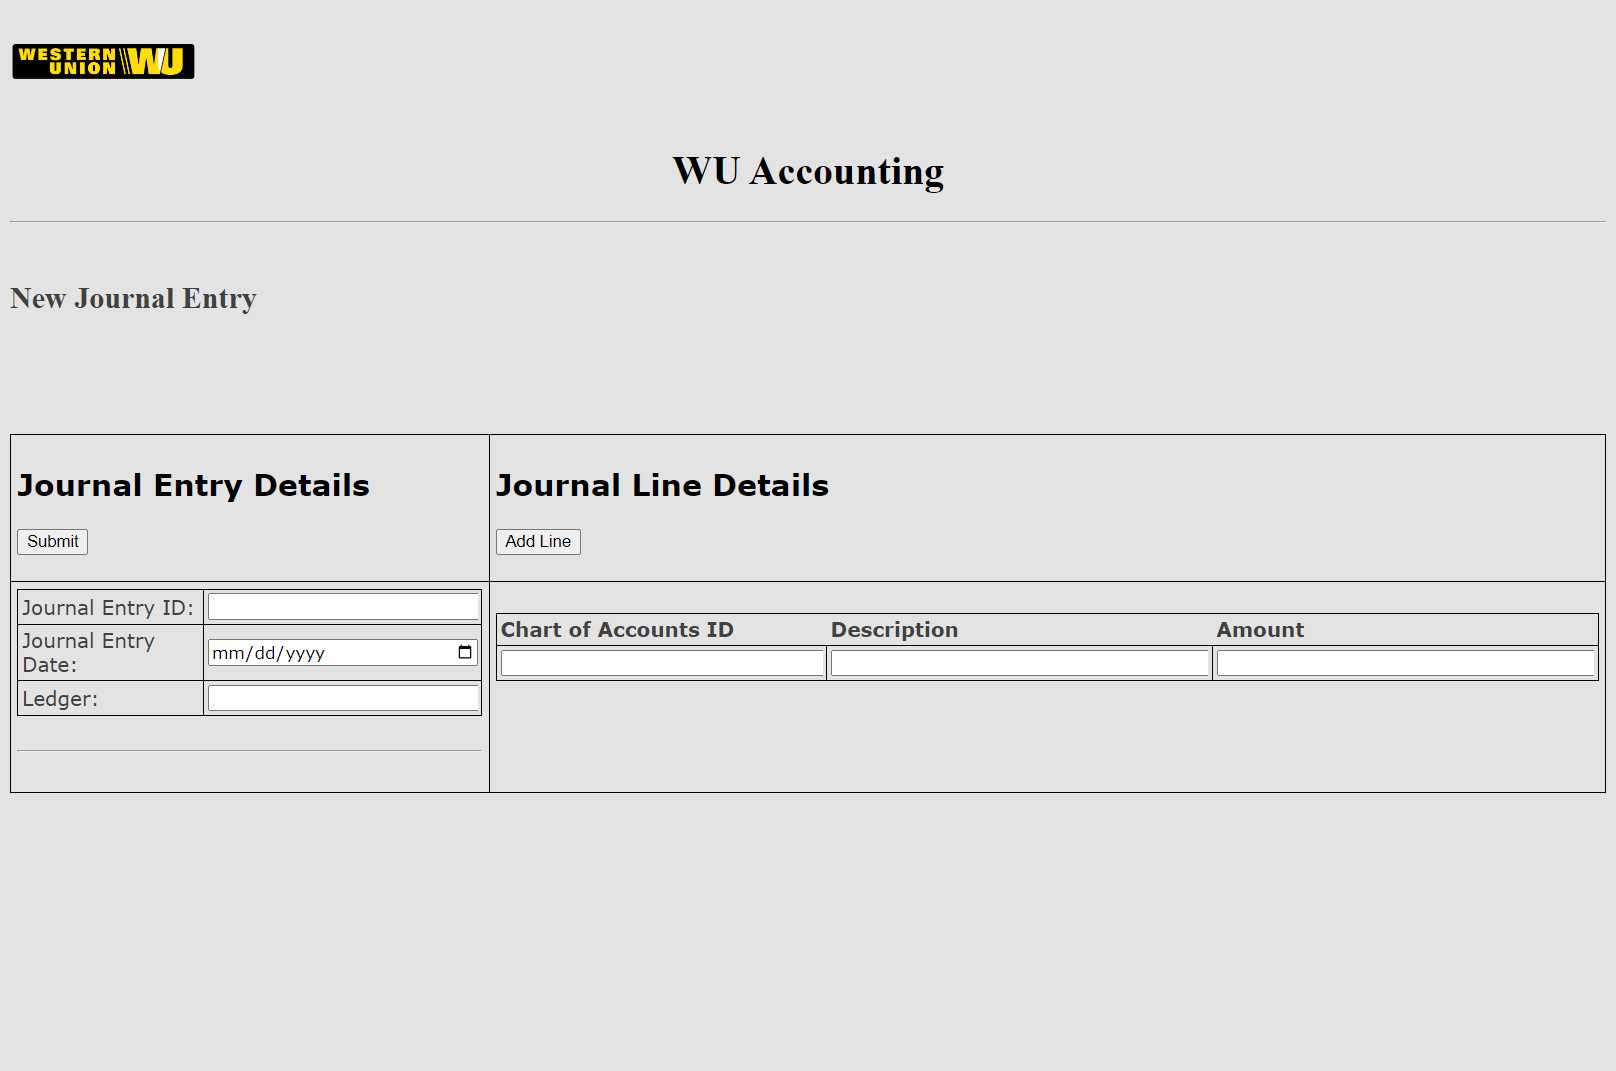 WESTERN
UNION WU
WU Accounting
New Journal Entry
Journal Entry Details
Submit
Journal Line Details
Add Line
Journal Entry ID:
Journal Entry
Date:
mm/dd/yyyy
Ledger:
Chart of Accounts ID Description Amount